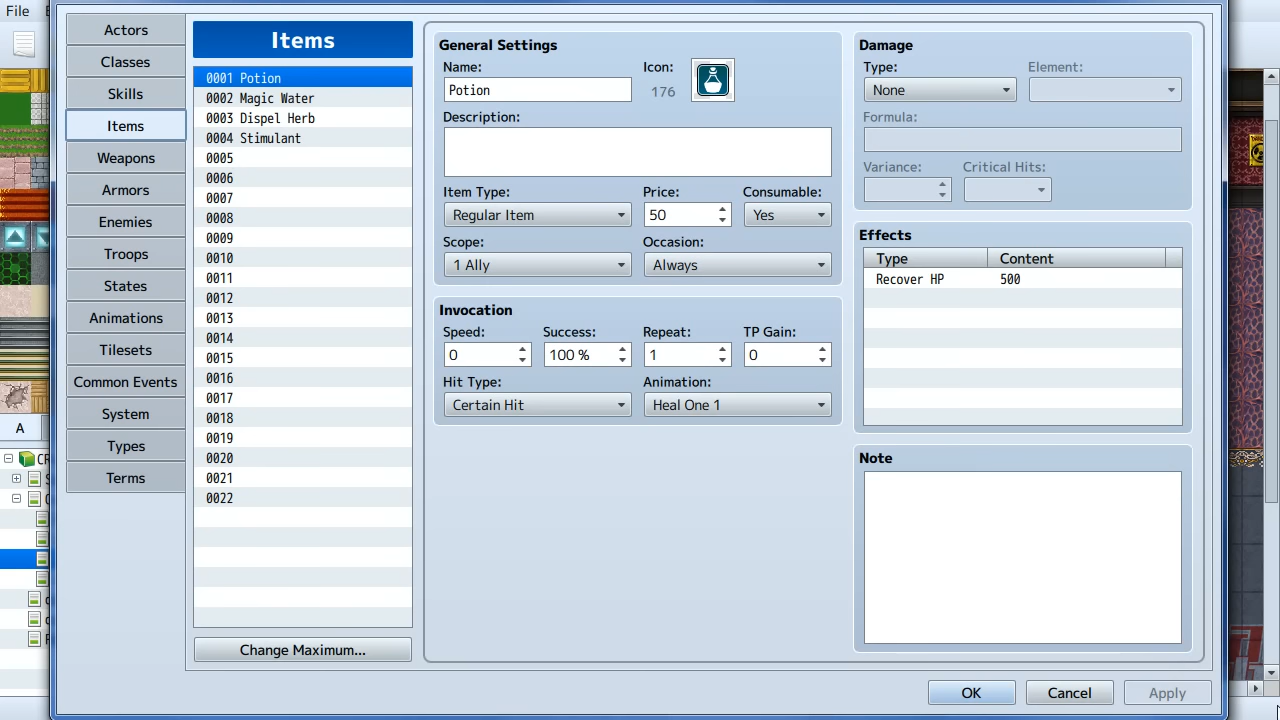 File
Actors
Classes
Skills
Items
Weapons
Armors
Enemies
Troops
States
Animations
Tilesets
Common Events
System
Types
Terms
A
Items
0001 Potion
0002 Magic Water
0003 Dispel Herb
0004 Stimulant
0005
0006
0007
0008
0009
0010
0011
0012
0013
0014
0015
0016
0017
0018
0019
0020
0021
0022
Change Maximum...
General Settings
Name: Icon:
Potion 176
Description:
Item Type: Price: Consumable:
Regular Item 50 Yes
Scope: Occasion:
1 Ally Always
Invocation
Speed: Success: Repeat: TP Gain:
0 100 % 1 0
Hit Type: Animation:
Certain Hit Heal One 1
Damage
Type: Element:
None
Formula:
Variance: Critical Hits:
Effects
Type Content
Recover HP 500
Note
OK Cancel Apply